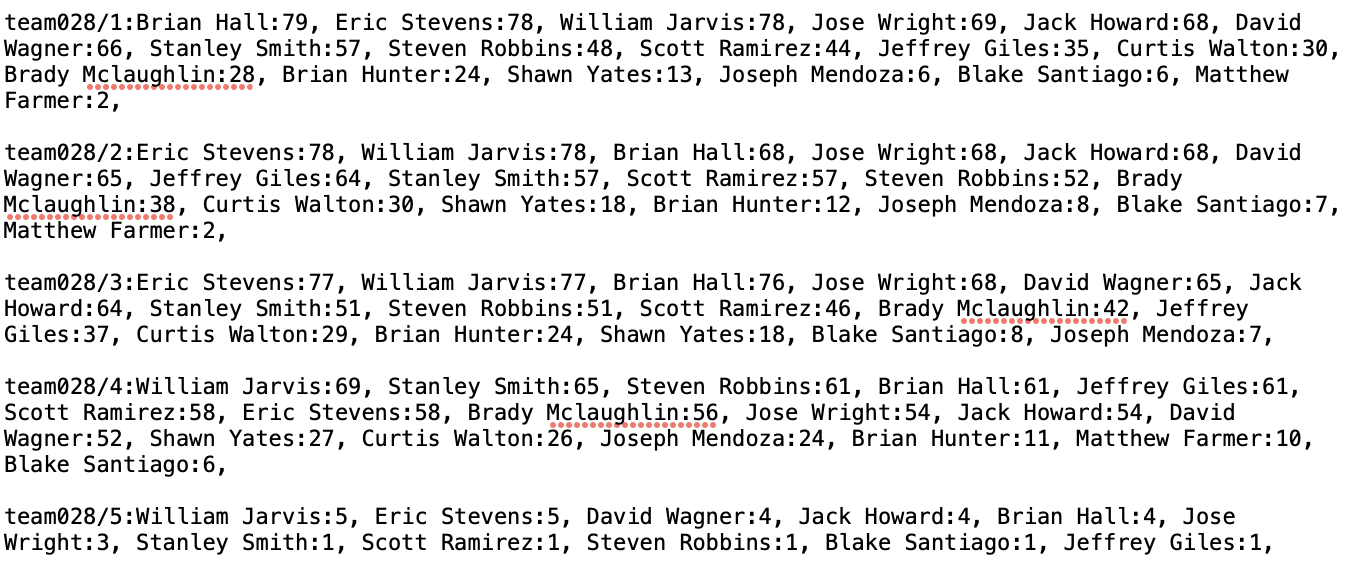 team028/1:Brian Hall:79, Eric Stevens:78, William Jarvis:78, Jose Wright:69, Jack Howard:68, David
Wagner:66, Stanley Smith:57, Steven Robbins:48, Scott Ramirez:44, Jeffrey Giles:35, Curtis Walton:30,
Brady Mclaughlin:28, Brian Hunter:24, Shawn Yates:13, Joseph Mendoza:6, Blake Santiago:6, Matthew
Farmer:2,
team028/2:Eric Stevens:78, William Jarvis:78, Brian Hall:68, Jose Wright:68, Jack Howard:68, David
Wagner:65, Jeffrey Giles:64, Stanley Smith:57, Scott Ramirez:57, Steven Robbins:52, Brady
Mclaughlin:38, Curtis Walton:30, Shawn Yates:18, Brian Hunter:12, Joseph Mendoza:8, Blake Santiago:7,
Matthew Farmer:2,
team028/3:Eric Stevens:77, William Jarvis:77, Brian Hall:76, Jose Wright:68, David Wagner:65, Jack
Howard:64, Stanley Smith:51, Steven Robbins:51, Scott Ramirez:46, Brady Mclaughlin:42, Jeffrey
Giles:37, Curtis Walton:29, Brian Hunter:24, Shawn Yates:18, Blake Santiago:8, Joseph Mendoza:7,
team028/4:William Jarvis:69, Stanley Smith:65, Steven Robbins:61, Brian Hall:61, Jeffrey Giles:61,
Scott Ramirez:58, Eric Stevens:58, Brady Mclaughlin:56, Jose Wright:54, Jack Howard:54, David
Wagner:52, Shawn Yates:27, Curtis Walton:26, Joseph Mendoza:24, Brian Hunter:11, Matthew Farmer:10,
Blake Santiago:6,
team028/5:William Jarvis:5, Eric Stevens:5, David Wagner:4, Jack Howard:4, Brian Hall:4, Jose
Wright:3, Stanley Smith:1, Scott Ramirez:1, Steven Robbins:1, Blake Santiago:1, Jeffrey Giles:1,